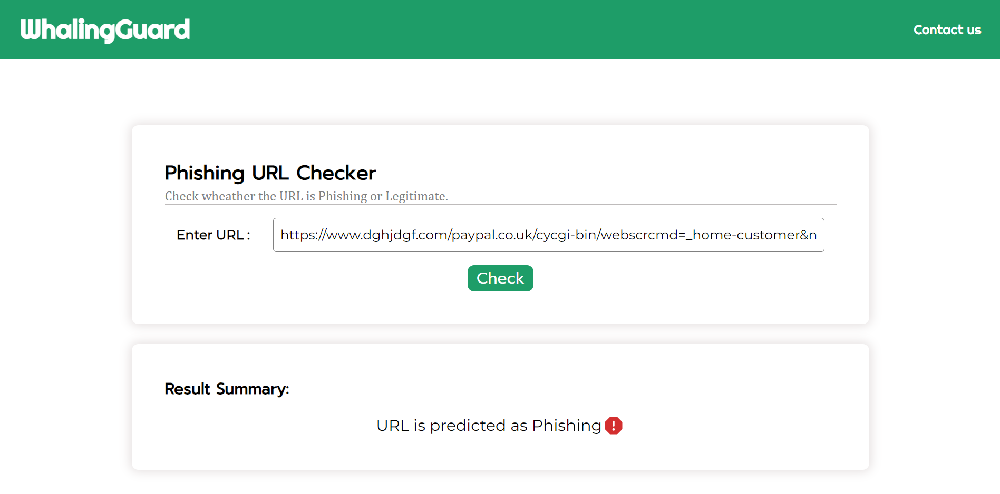 WhalingGuard
Contact us
Phishing URL Checker
Check wheather the URL is Phishing or Legitimate.
Enter URL :
https://www.dghjdgf.com/paypal.co.uk/cycgi-bin/webscrcmd=_home-customer&n
Check
Result Summary:
URL is predicted as Phishing